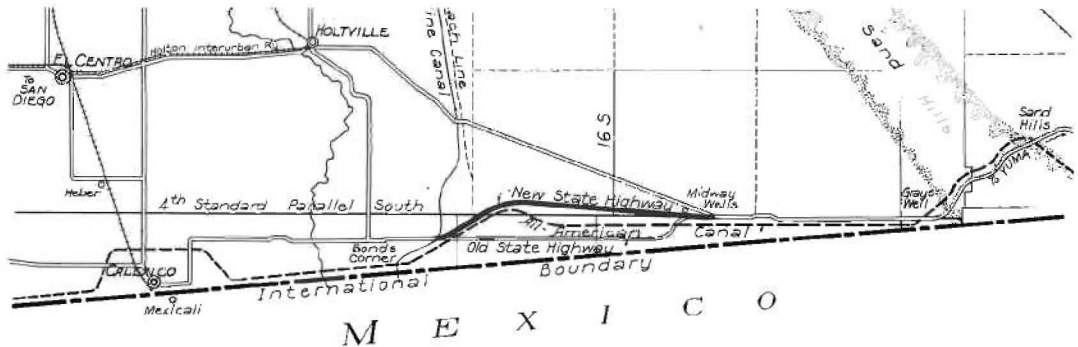 HOLTVILLE
Holton Interurban Ry.
EL CENTRO
To
SAN
DIEGO
Line Canal
Sand
Hills
Sand
Hills
To YUMA
16 S
Heber
4th Standard Parallel South
New State Highway
Midway
Wells
Grays
Well
All-American Canal
Bonds
Corner
Old State Highway
CALEXICO
International Boundary
Mexicali
MEXICO